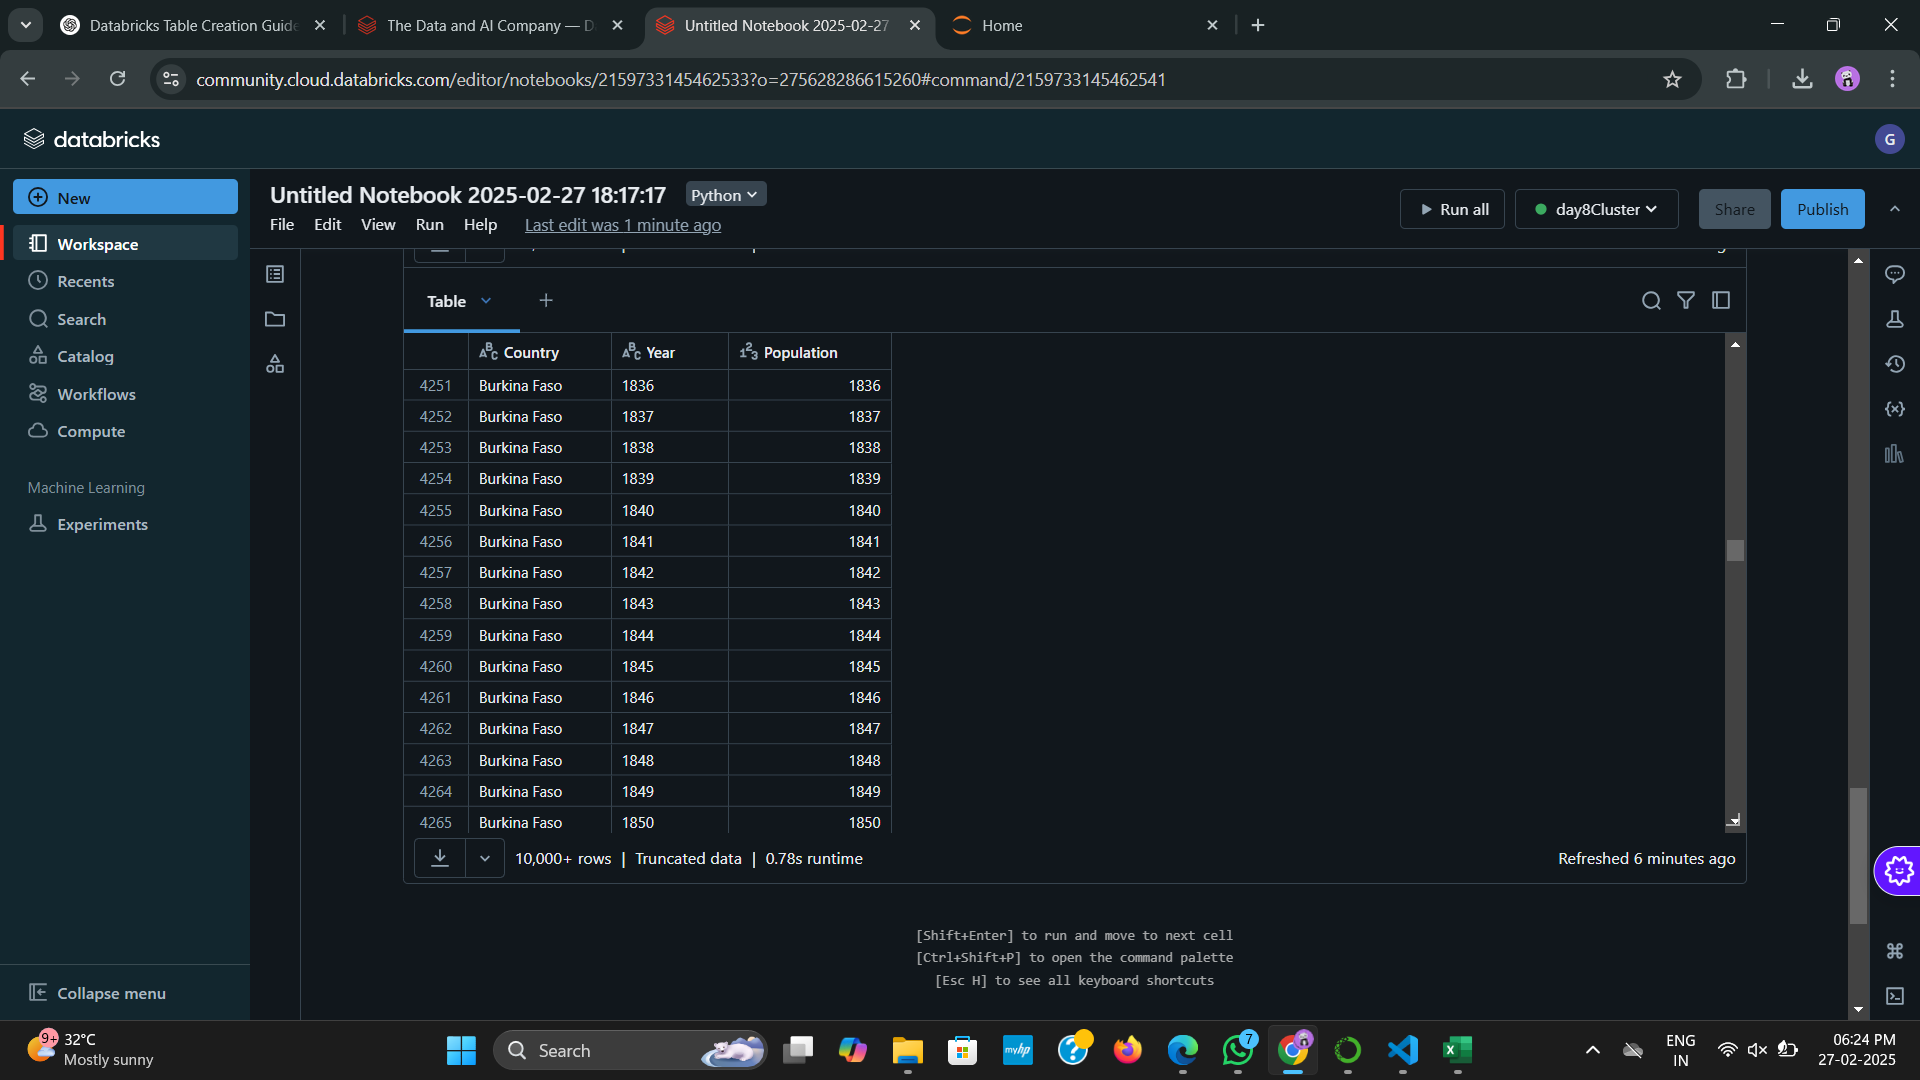 Databricks Table Creation Guide
The Data and AI Company — D
Untitled Notebook 2025-02-27
Home
community.cloud.databricks.com/editor/notebooks/2159733145462533?o=275628286615260#command/2159733145462541
databricks
G
New
Workspace
Recents
Search
Catalog
Workflows
Compute
Machine Learning
Experiments
Collapse menu
Untitled Notebook 2025-02-27 18:17:17
Python
File Edit View Run Help Last edit was 1 minute ago
Run all
day8Cluster
Share
Publish
Table
Country Year Population
4251 Burkina Faso 1836 1836
4252 Burkina Faso 1837 1837
4253 Burkina Faso 1838 1838
4254 Burkina Faso 1839 1839
4255 Burkina Faso 1840 1840
4256 Burkina Faso 1841 1841
4257 Burkina Faso 1842 1842
4258 Burkina Faso 1843 1843
4259 Burkina Faso 1844 1844
4260 Burkina Faso 1845 1845
4261 Burkina Faso 1846 1846
4262 Burkina Faso 1847 1847
4263 Burkina Faso 1848 1848
4264 Burkina Faso 1849 1849
4265 Burkina Faso 1850 1850
10,000+ rows | Truncated data | 0.78s runtime
Refreshed 6 minutes ago
[Shift+Enter] to run and move to next cell
[Ctrl+Shift+P] to open the command palette
[Esc H] to see all keyboard shortcuts
9+
32°C
Mostly sunny
Search
myhp
7
ENG
IN
06:24 PM
27-02-2025